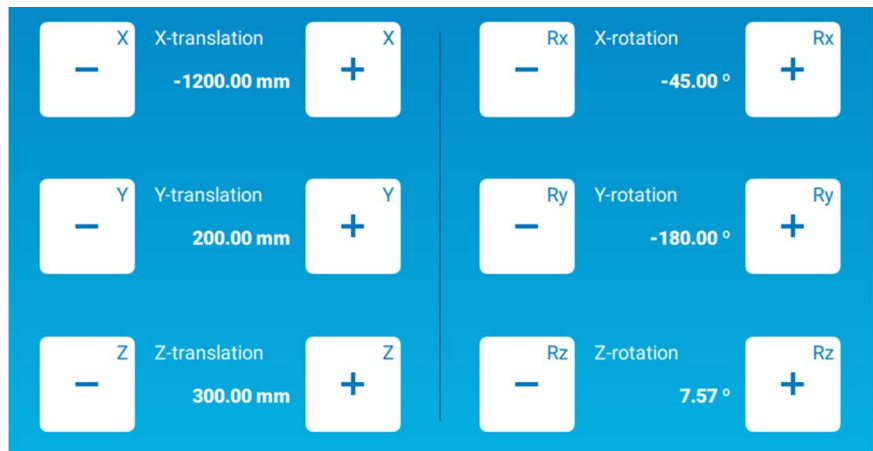 X X-translation X Rx X-rotation Rx
− -1200.00 mm + − -45.00 º +
Y Y-translation Y Ry Y-rotation Ry
− 200.00 mm + − -180.00 º +
Z Z-translation Z Rz Z-rotation Rz
− 300.00 mm + − 7.57 º +